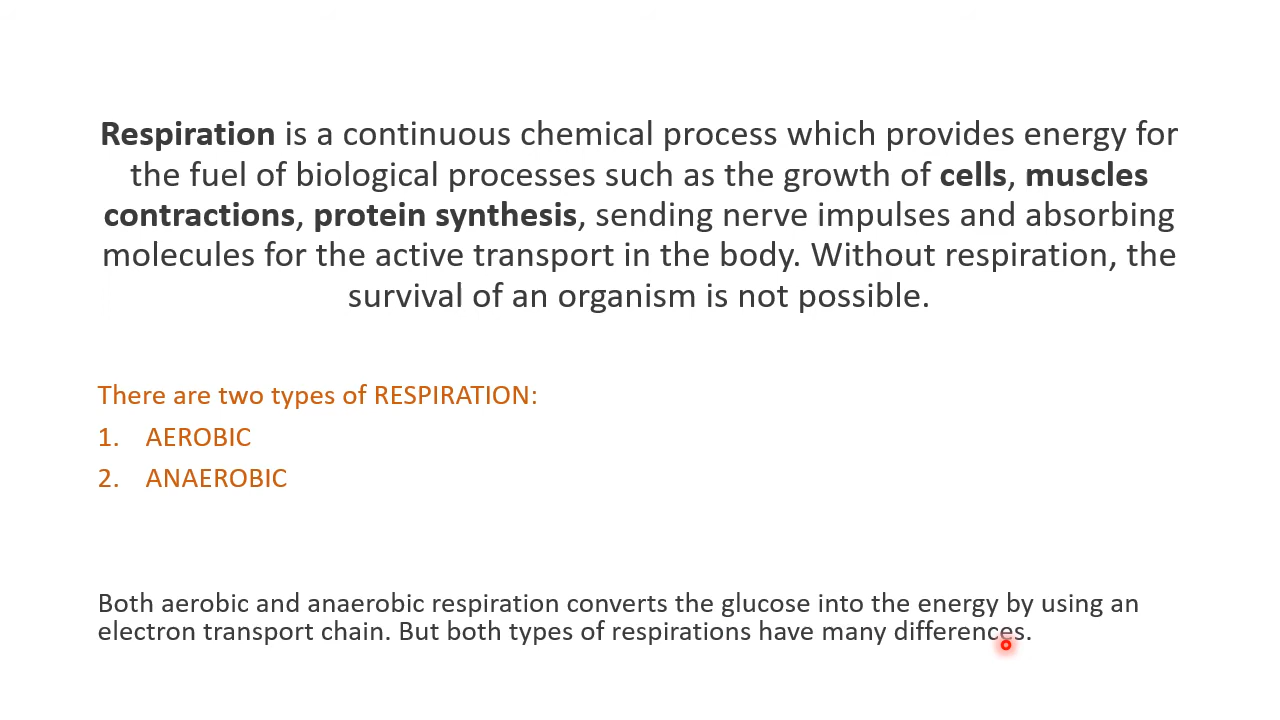 Respiration is a continuous chemical process which provides energy for
the fuel of biological processes such as the growth of cells, muscles
contractions, protein synthesis, sending nerve impulses and absorbing
molecules for the active transport in the body. Without respiration, the
survival of an organism is not possible.
There are two types of RESPIRATION:
1. AEROBIC
2. ANAEROBIC
Both aerobic and anaerobic respiration converts the glucose into the energy by using an
electron transport chain. But both types of respirations have many differences.